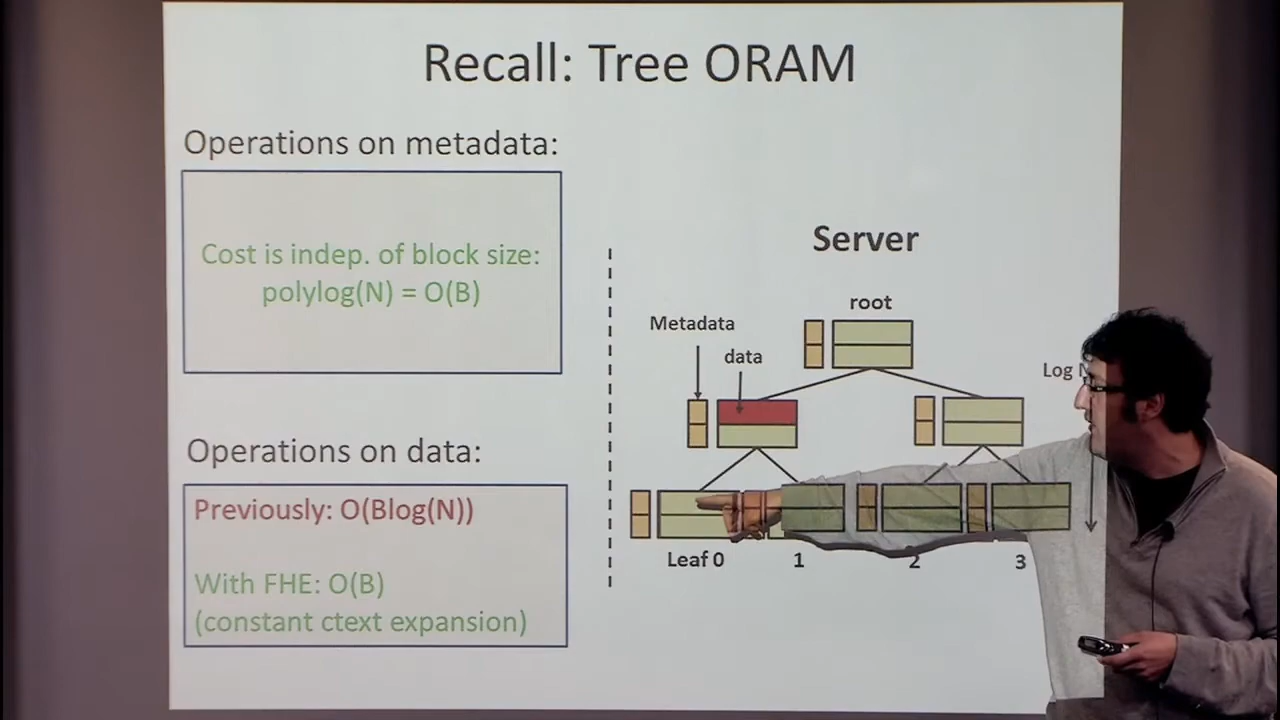 Recall: Tree ORAM
Operations on metadata:
Cost is indep. of block size:
polylog(N) = O(B)
Operations on data:
Previously: O(Blog(N))
With FHE: O(B)
(constant ctext expansion)
Server
root
Metadata
data
Log
Leaf 0
1
2
3